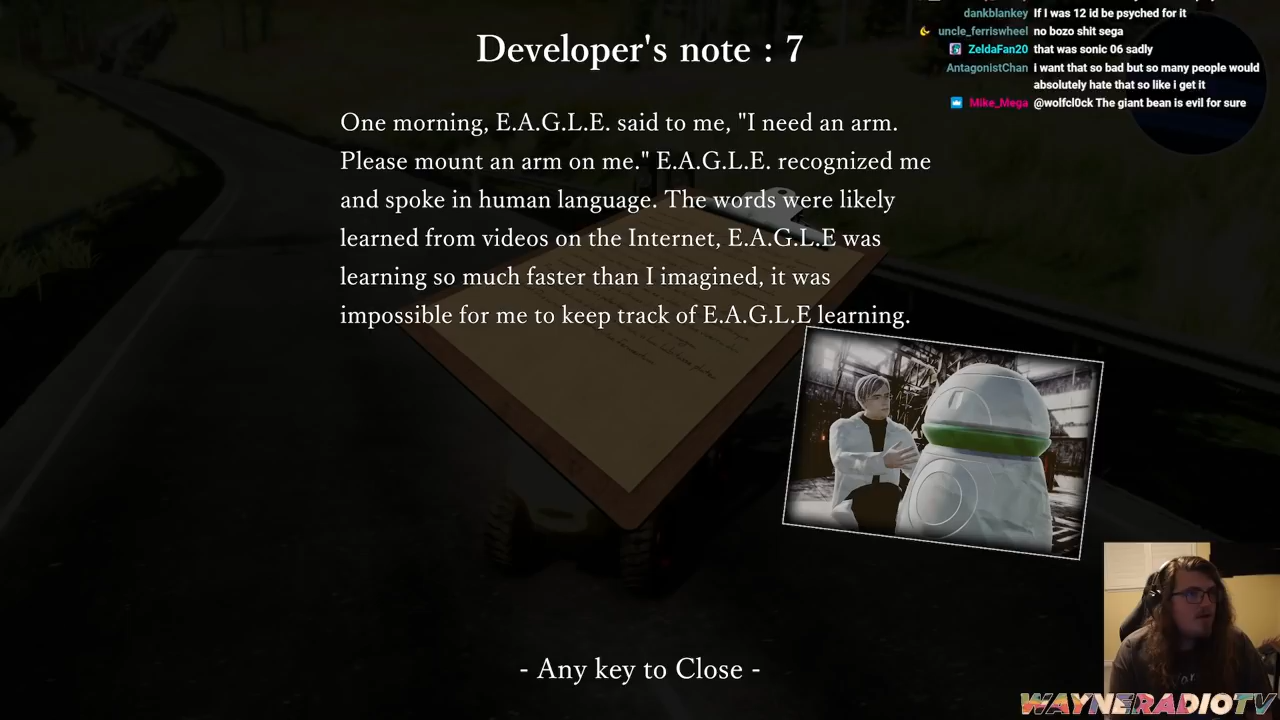 Developer's note : 7
One morning, E.A.G.L.E. said to me, "I need an arm.
Please mount an arm on me." E.A.G.L.E. recognized me
and spoke in human language. The words were likely
learned from videos on the Internet, E.A.G.L.E was
learning so much faster than I imagined, it was
impossible for me to keep track of E.A.G.L.E learning.
- Any key to Close -
dankblankey If I was 12 id be psyched for it
uncle_ferriswheel no bozo shit sega
ZeldaFan20 that was sonic 06 sadly
AntagonistChan i want that so bad but so many people would
absolutely hate that so like i get it
Mike_Mega @wolfcl0ck The giant bean is evil for sure
WAYNERADIOTV